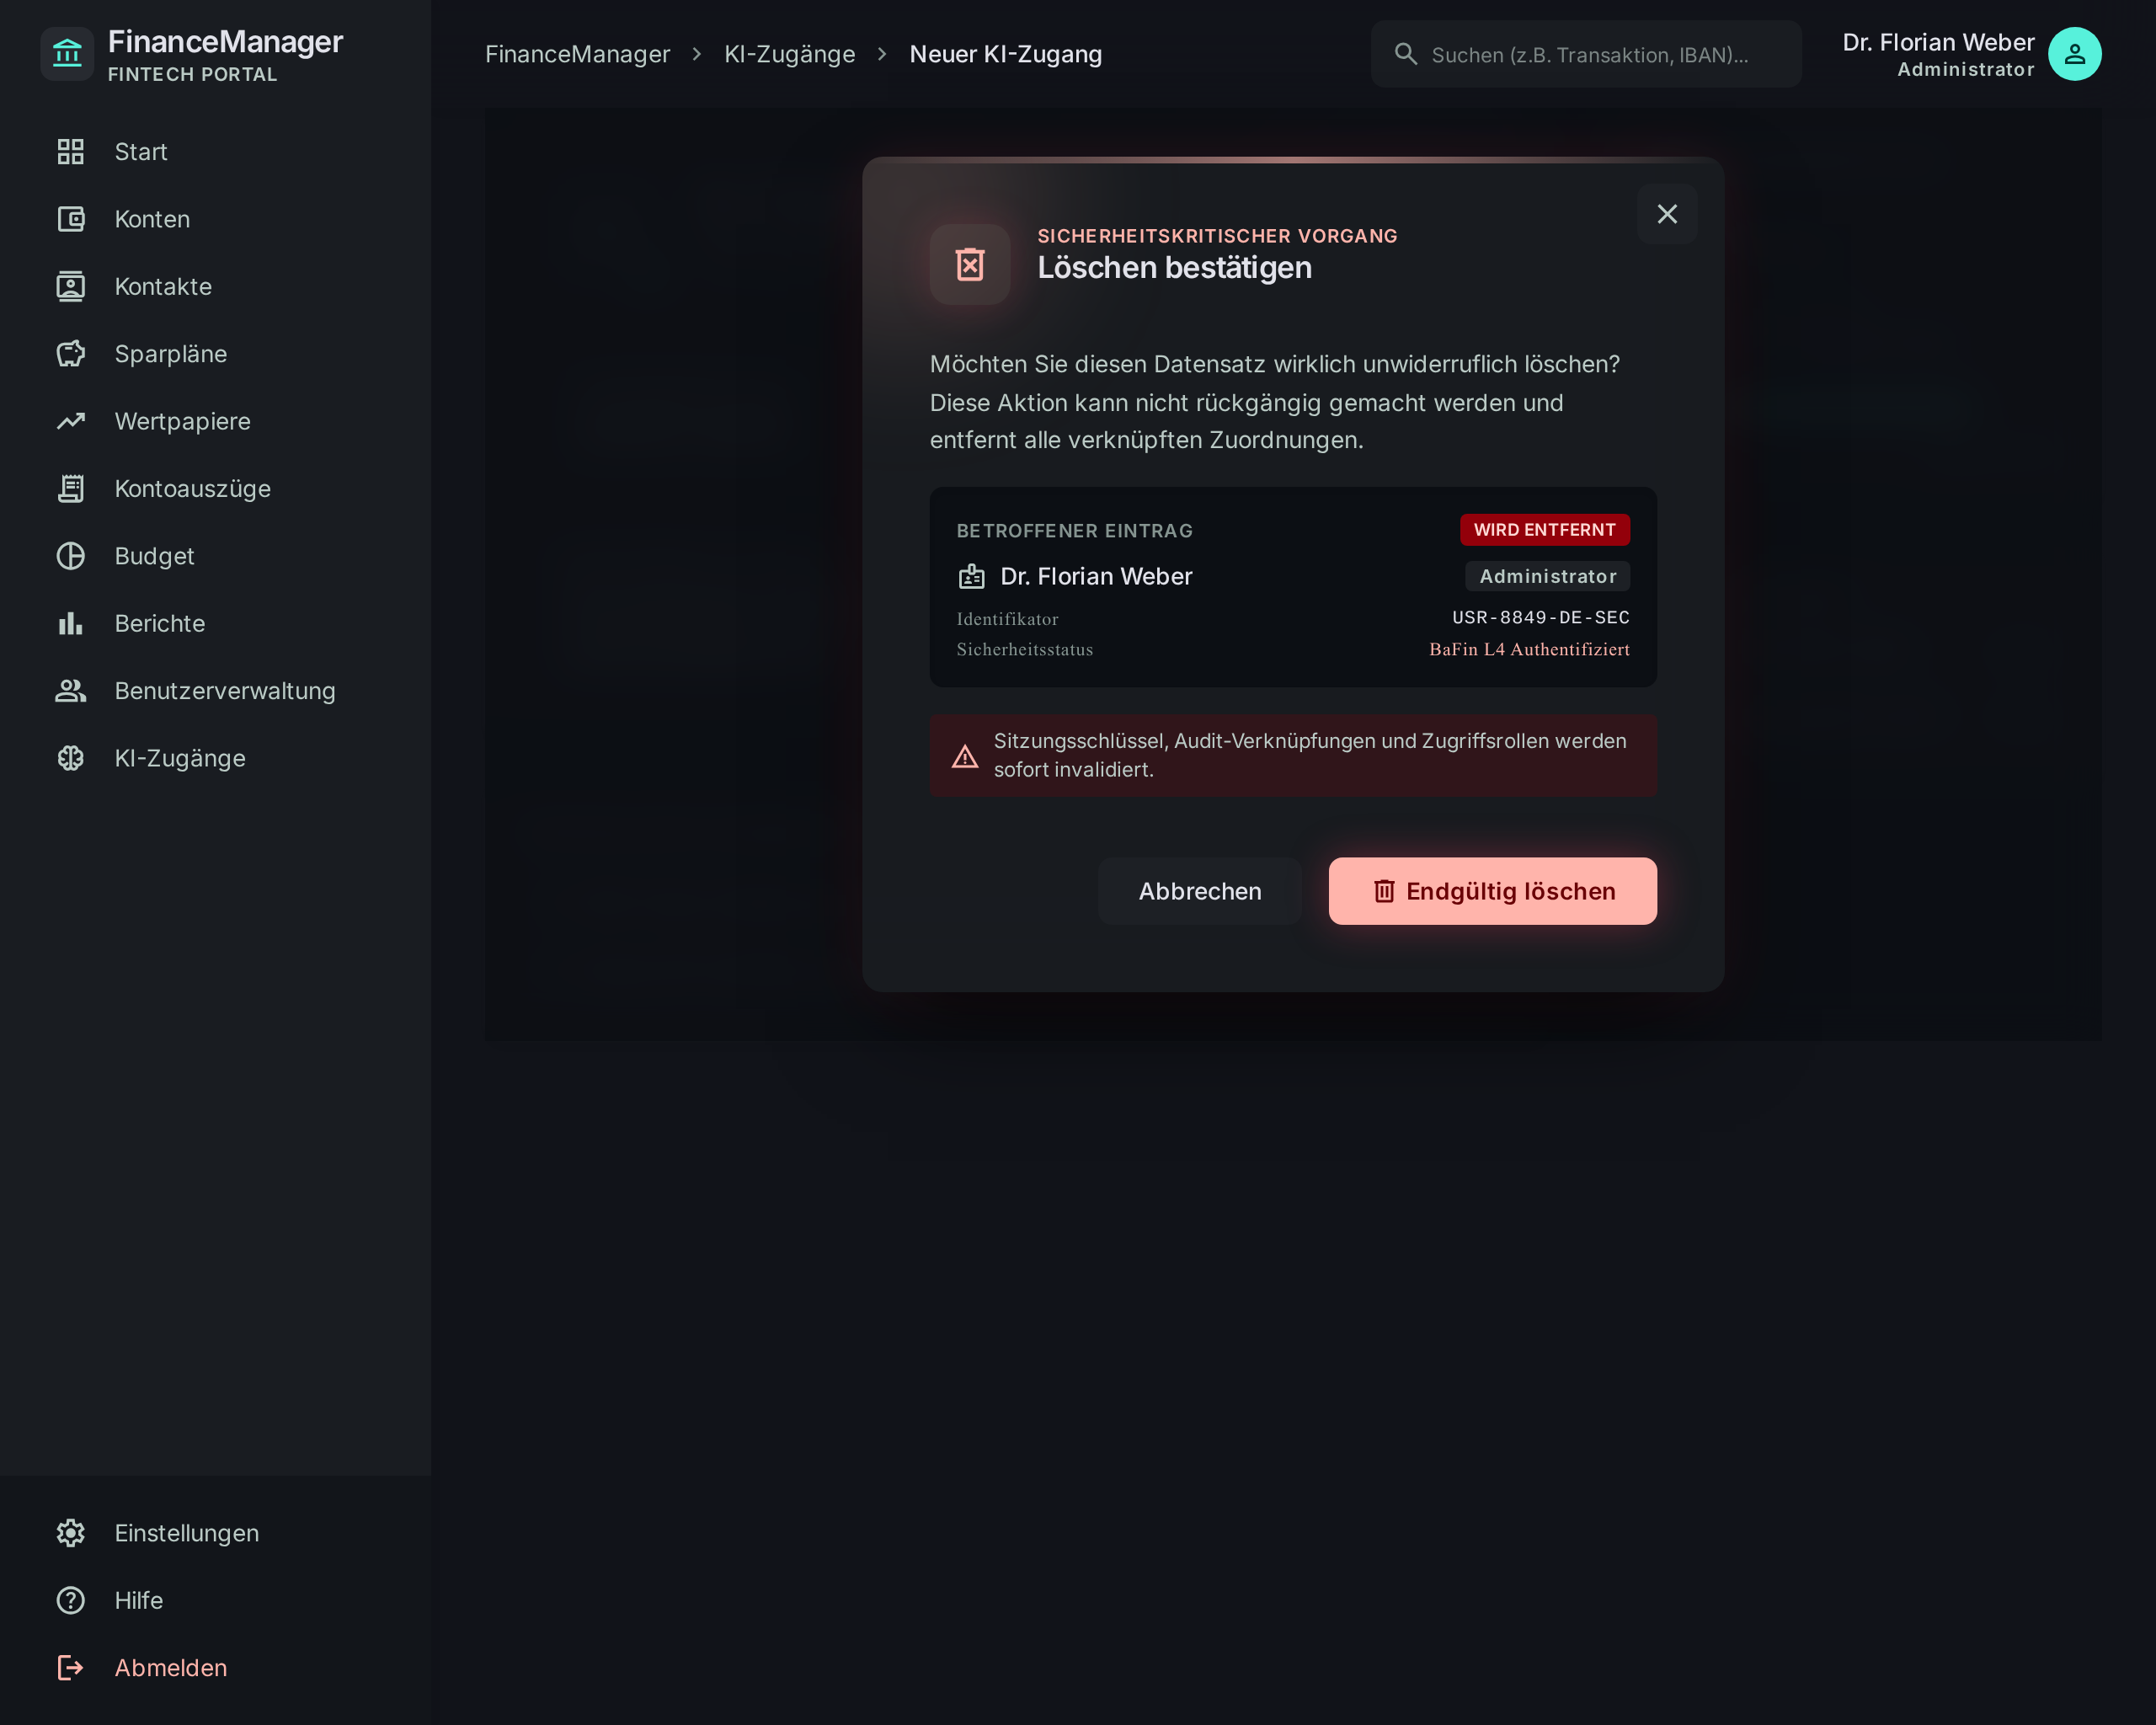 FinanceManager
FINTECH PORTAL
Start
Konten
Kontakte
Sparpläne
Wertpapiere
Kontoauszüge
Budget
Berichte
Benutzerverwaltung
KI-Zugänge
Einstellungen
Hilfe
Abmelden
FinanceManager > KI-Zugänge > Neuer KI-Zugang
Suchen (z.B. Transaktion, IBAN)...
Dr. Florian Weber
Administrator
SICHERHEITSKRITISCHER VORGANG
Löschen bestätigen
Möchten Sie diesen Datensatz wirklich unwiderruflich löschen?
Diese Aktion kann nicht rückgängig gemacht werden und
entfernt alle verknüpften Zuordnungen.
BETROFFENER EINTRAG WIRD ENTFERNT
Dr. Florian Weber Administrator
Identifikator USR-8849-DE-SEC
Sicherheitsstatus BaFin L4 Authentifiziert
Sitzungsschlüssel, Audit-Verknüpfungen und Zugriffsrollen werden
sofort invalidiert.
Abbrechen Endgültig löschen